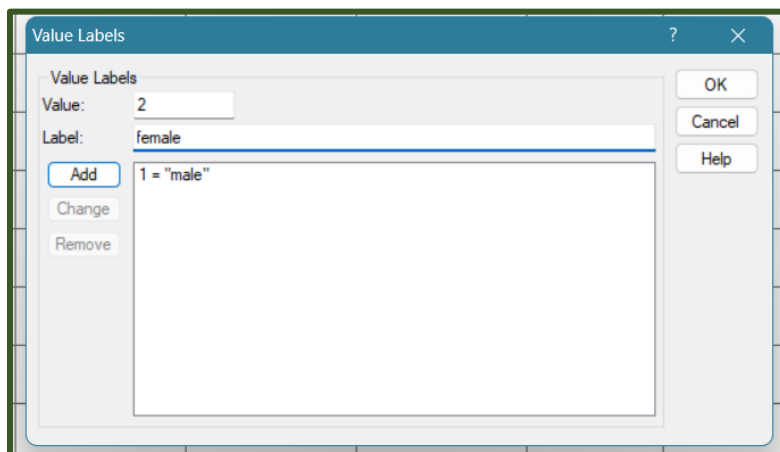 Value Labels
?
Value Labels
Value: 2
Label: female
Add
1 = "male"
Change
Remove
OK
Cancel
Help